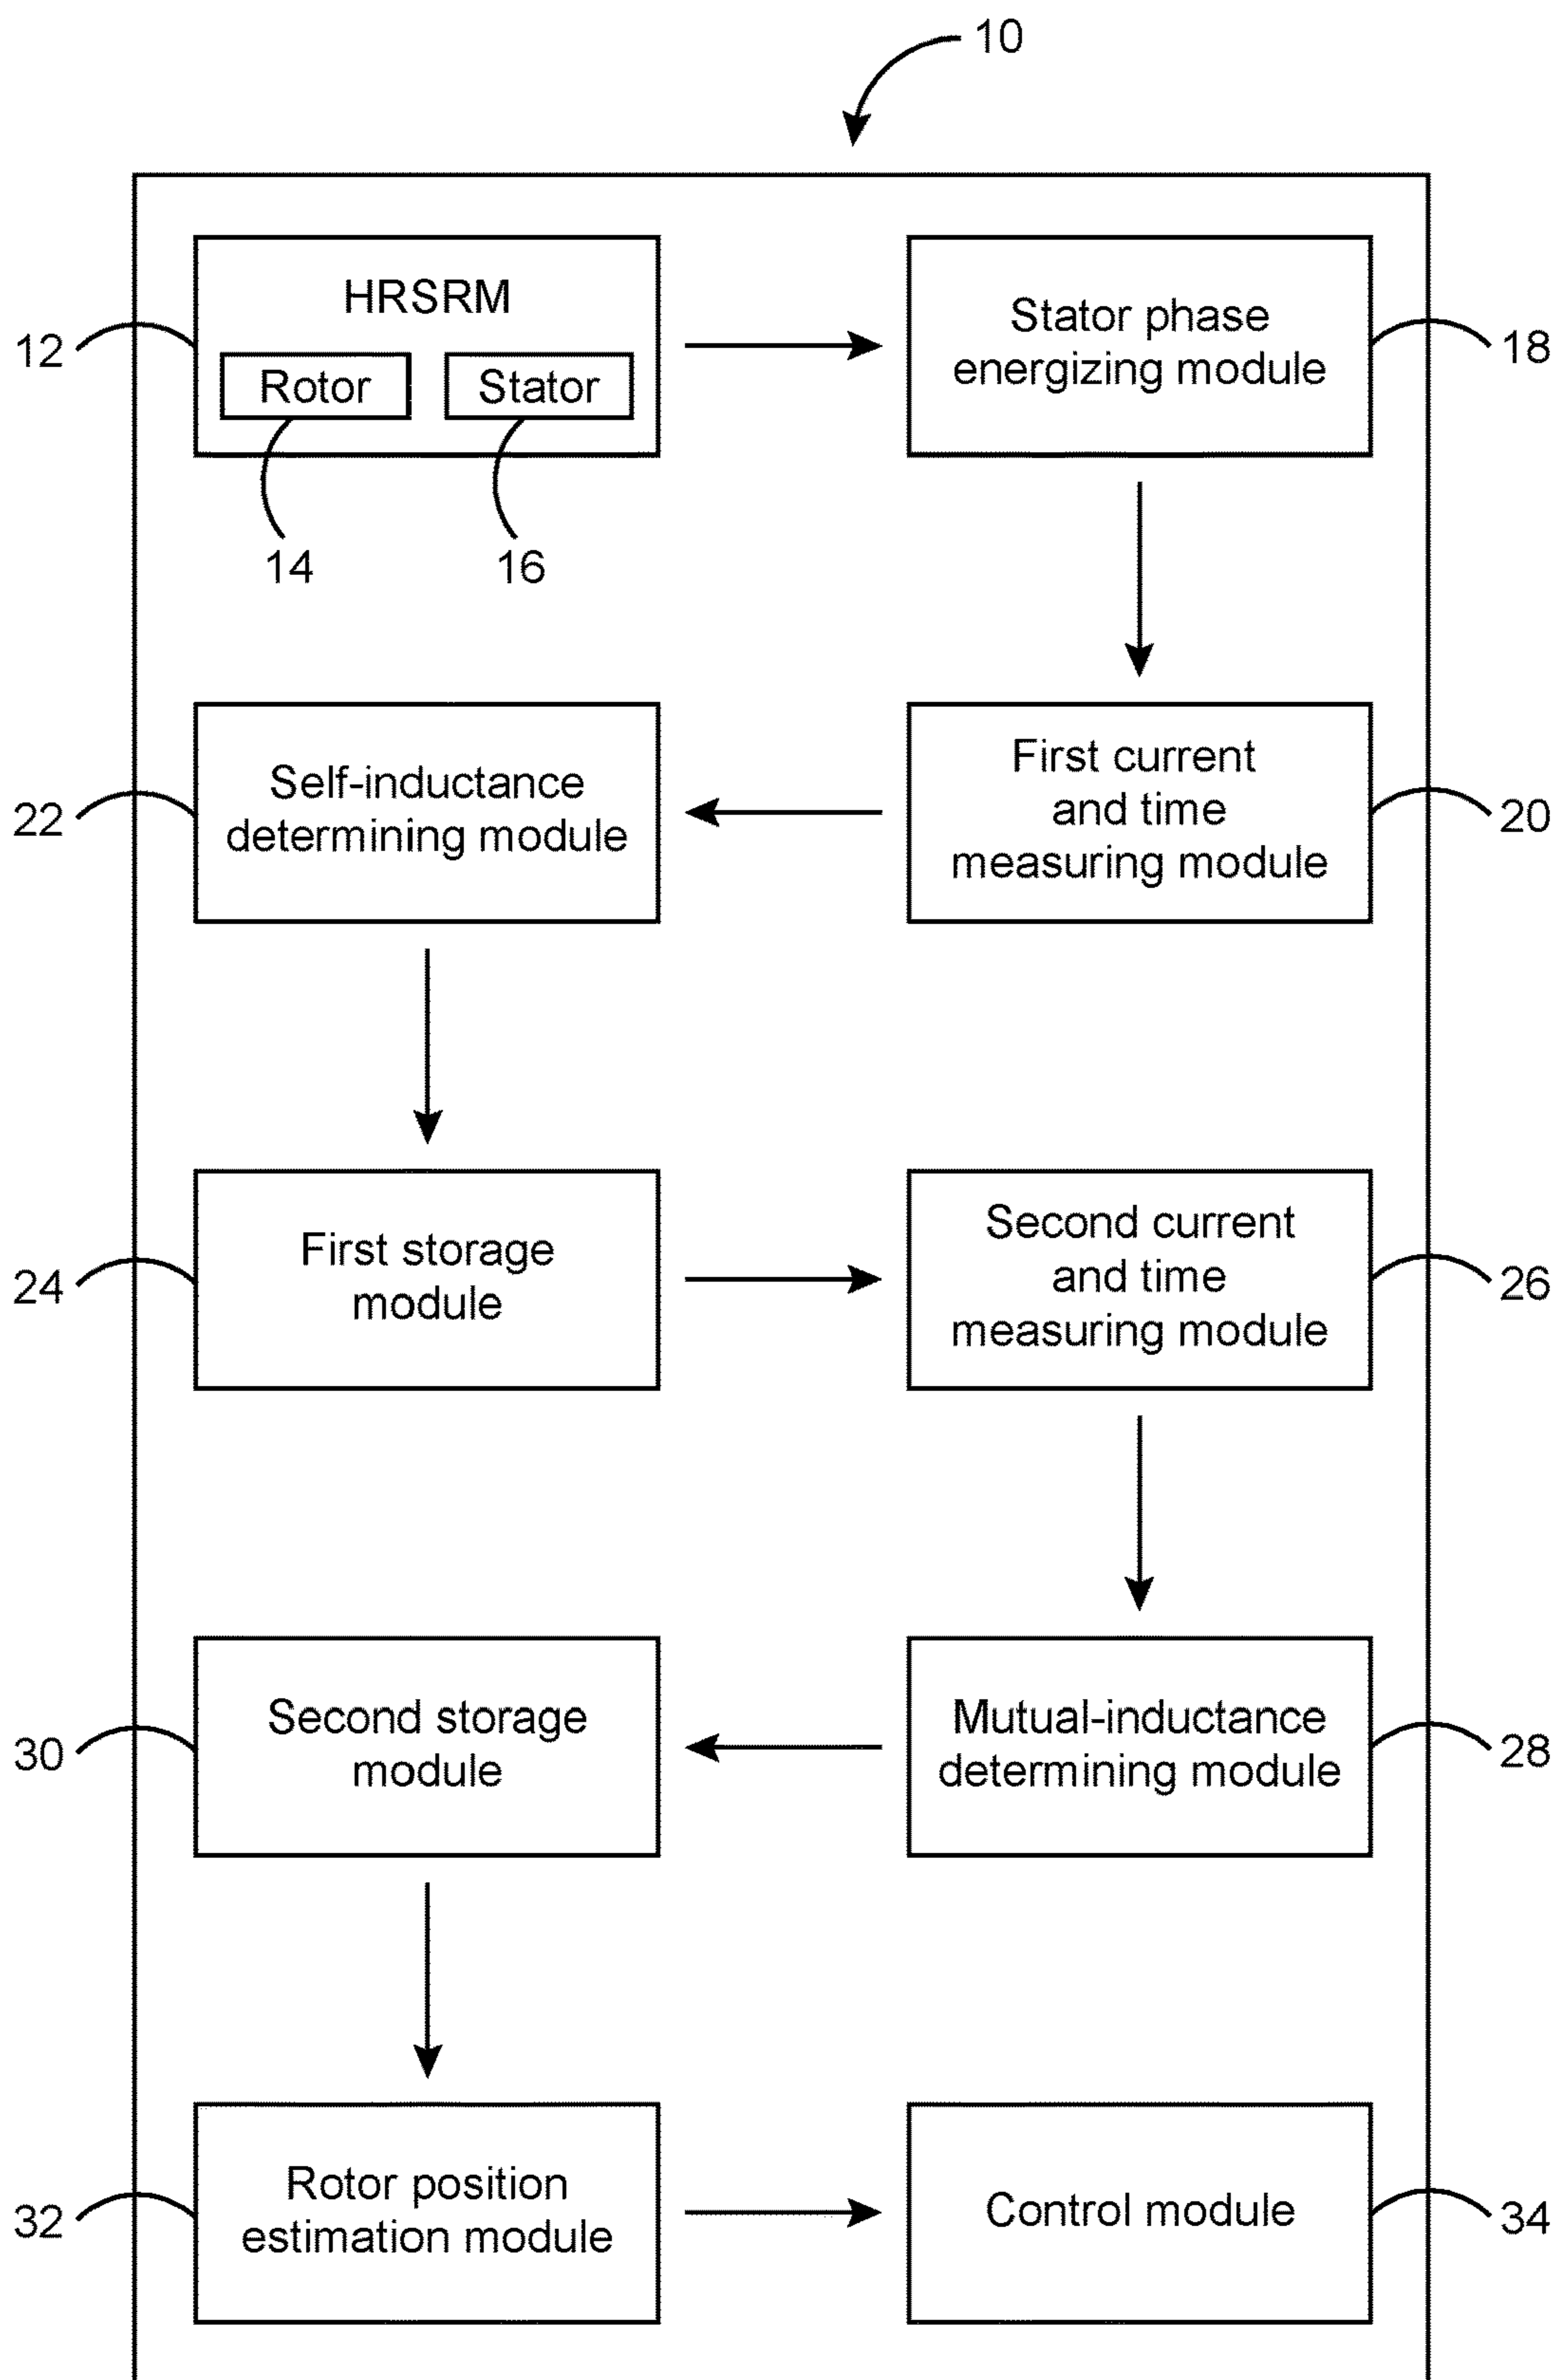 10
HRSRM
Rotor
Stator
12
14
16
Stator phase
energizing module
18
First current
and time
measuring module
20
Self-inductance
determining module
22
First storage
module
24
Second current
and time
measuring module
26
Mutual-inductance
determining module
28
Second storage
module
30
Rotor position
estimation module
32
Control module
34